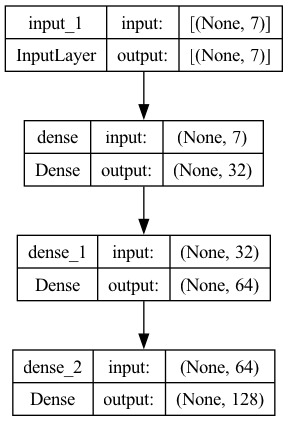 input_1 input: [(None, 7)]
InputLayer output: [(None, 7)]
dense input: (None, 7)
Dense output: (None, 32)
dense_1 input: (None, 32)
Dense output: (None, 64)
dense_2 input: (None, 64)
Dense output: (None, 128)